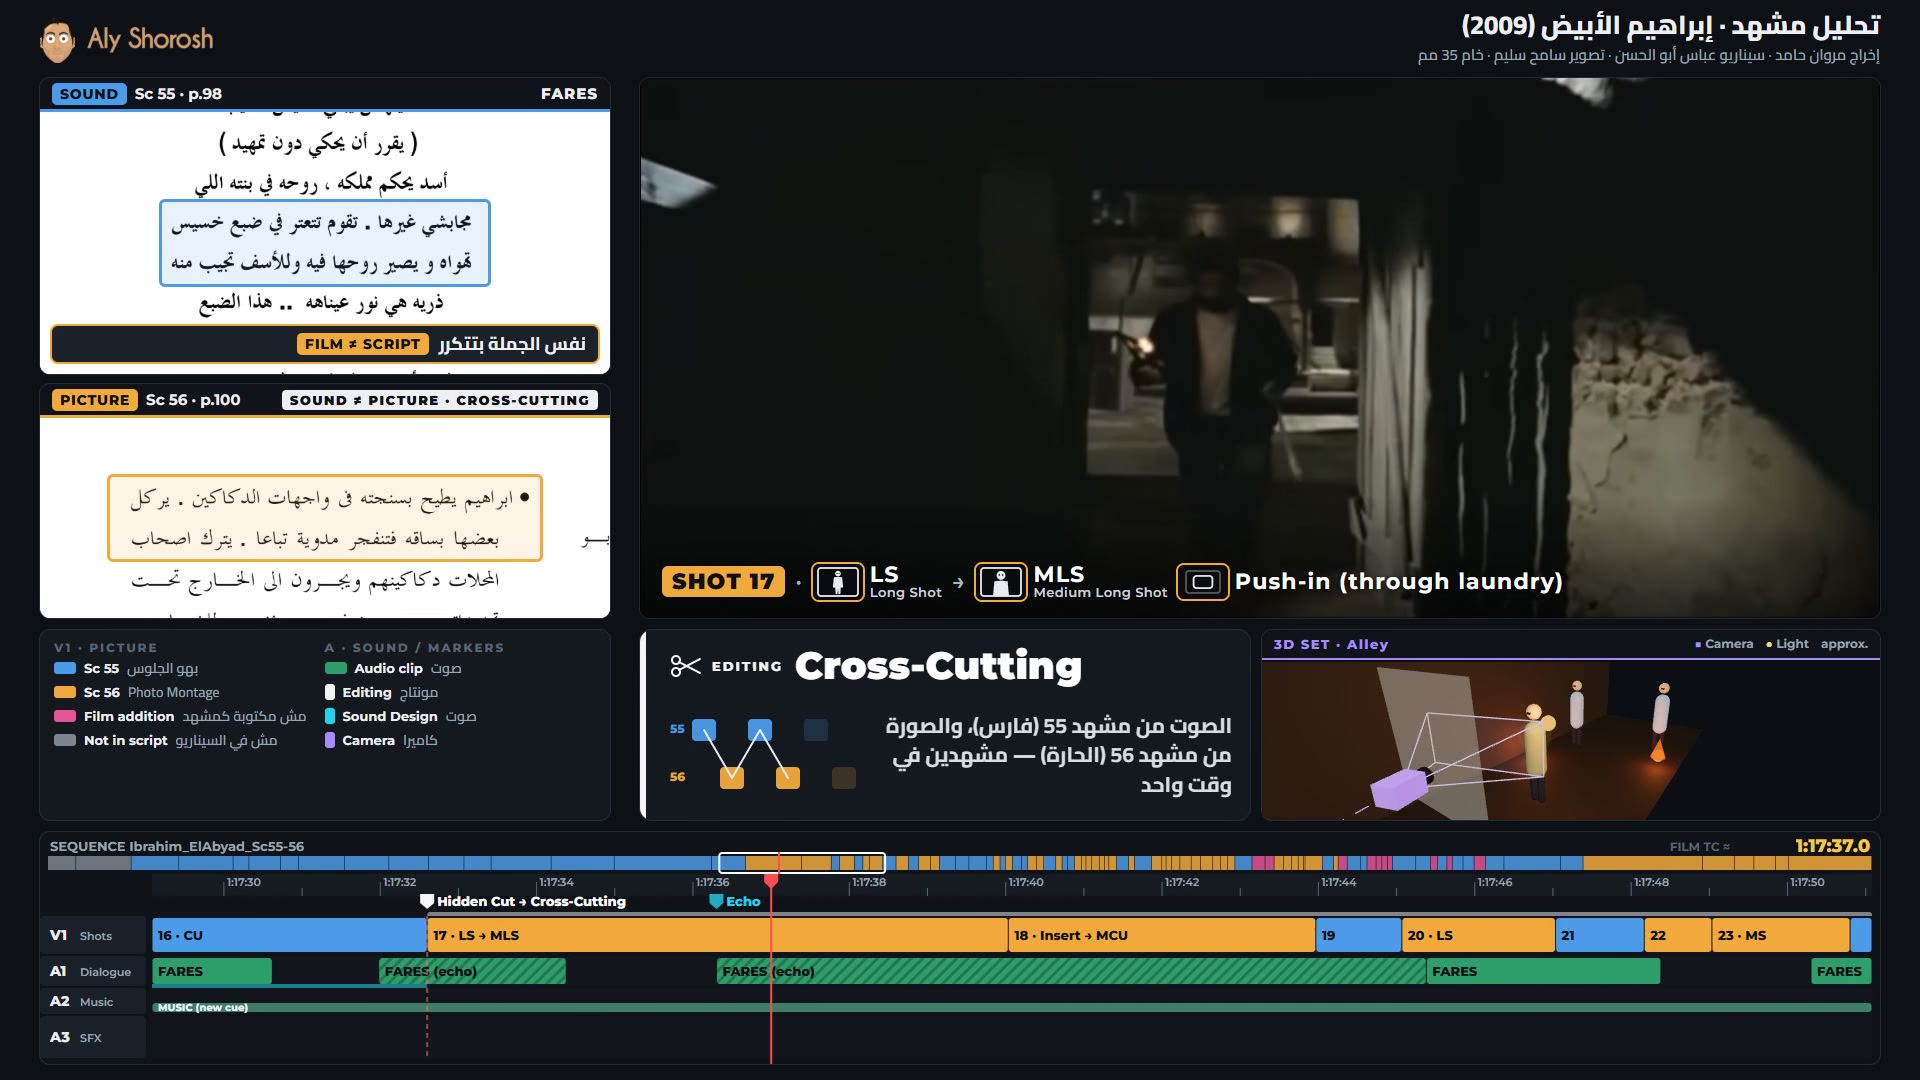 Aly Shorosh
تحليل مشهد · إبراهيم الأبيض (2009)
إخراج مروان حامد · سيناريو عباس أبو الحسن · تصوير سامح سليم · خام 35 مم
SOUND Sc 55 · p.98 FARES
( يقرر أن يحكي دون تمهيد )
أسد يحكم مملكه ، روحه في بنته اللي
مجابشي غيرها . تقوم تتعتر في ضبع خسيس
تهواه و يصير روحها فيه وللأسف تجيب منه
ذريه هي نور عيناهه .. هذا الضبع
نفس الجملة بتتكرر FILM ≠ SCRIPT
PICTURE Sc 56 · p.100 SOUND ≠ PICTURE · CROSS-CUTTING
• ابراهيم يطيح بسنجته فى واجهات الدكاكين . يركل
بعضها بساقه فتنفجر مدوية تباعا . يترك اصحاب
المحلات دكاكينهم ويجـــرون الى الخـــارج تحـــت
SHOT 17 · LS Long Shot → MLS Medium Long Shot Push-in (through laundry)
V1 · PICTURE
Sc 55 بهو الجلوس
Sc 56 Photo Montage
Film addition مش مكتوبة كمشهد
Not in script مش في السيناريو
A · SOUND / MARKERS
Audio clip صوت
Editing مونتاج
Sound Design صوت
Camera كاميرا
EDITING Cross-Cutting
55
56
الصوت من مشهد 55 (فارس)، والصورة
من مشهد 56 (الحارة) — مشهدين في
وقت واحد
3D SET · Alley Camera Light approx.
SEQUENCE Ibrahim_ElAbyad_Sc55-56
FILM TC ≈ 1:17:37.0
1:17:30 1:17:32 1:17:34 1:17:36 1:17:38 1:17:40 1:17:42 1:17:44 1:17:46 1:17:48 1:17:50
Hidden Cut → Cross-Cutting Echo
V1 Shots 16 · CU 17 · LS → MLS 18 · Insert → MCU 19 20 · LS 21 22 23 · MS
A1 Dialogue FARES FARES (echo) FARES (echo) FARES FARES
A2 Music MUSIC (new cue)
A3 SFX